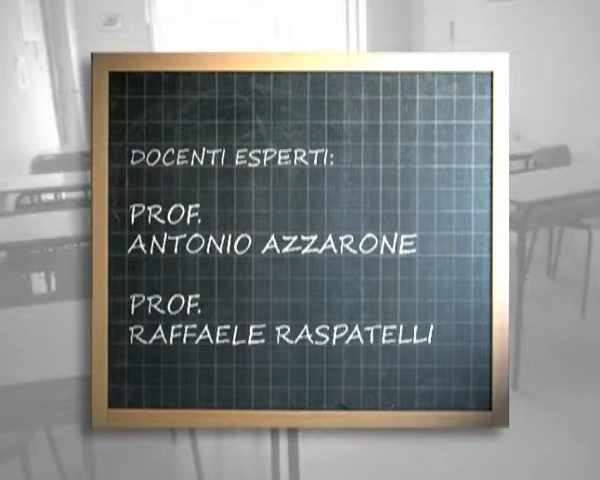 DOCENTI ESPERTI:
PROF.
ANTONIO AZZARONE
PROF.
RAFFAELE RASPATELLI